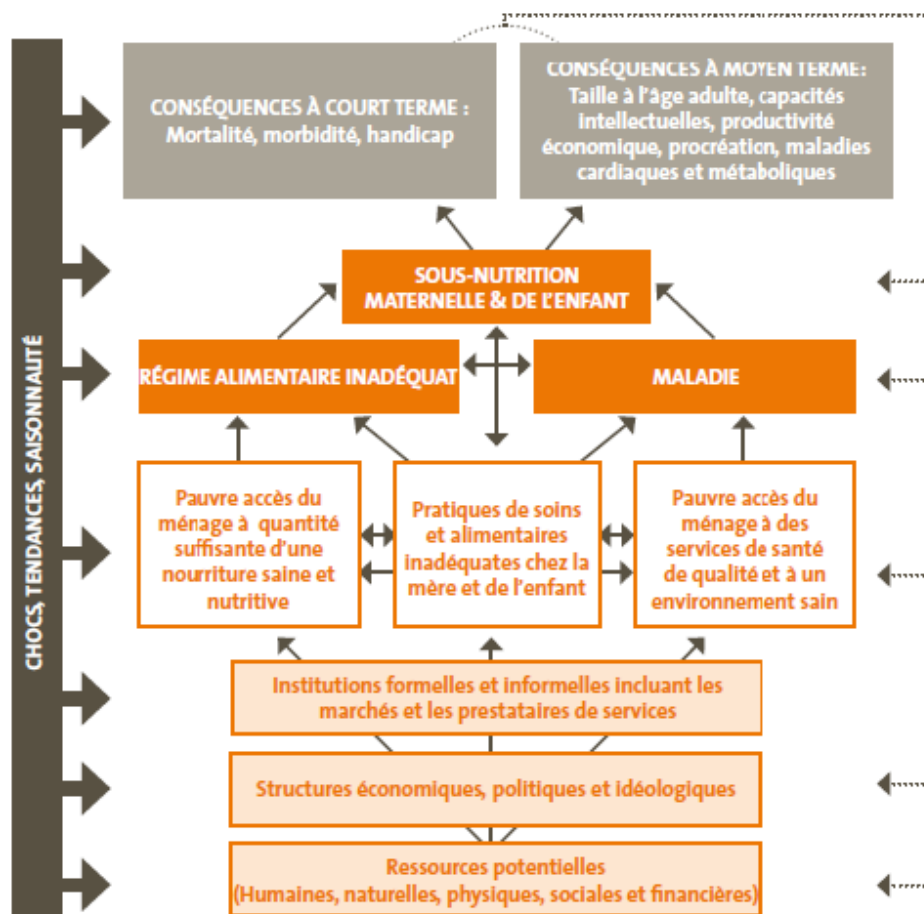 CHOCS, TENDANCES, SAISONNAUTÉ
CONSÉQUENCES À COURT TERME :
Mortalité, morbidité, handicap
CONSÉQUENCES À MOYEN TERME:
Taille à l'âge adulte, capacités
intellectuelles, productivité
économique, procréation, maladies
cardiaques et métaboliques
SOUS-NUTRITION
MATERNELLE & DE L'ENFANT
RÉGIME ALIMENTAIRE INADÉQUAT
MALADIE
Pauvre accès du
ménage à quantité
suffisante d'une
nourriture saine et
nutritive
Pratiques de soins
et alimentaires
inadéquates chez la
mère et de l'enfant
Pauvre accès du
ménage à des
services de santé
de qualité et à un
environnement sain
Institutions formelles et informelles incluant les
marchés et les prestataires de services
Structures économiques, politiques et idéologiques
Ressources potentielles
(Humaines, naturelles, physiques, sociales et financières)